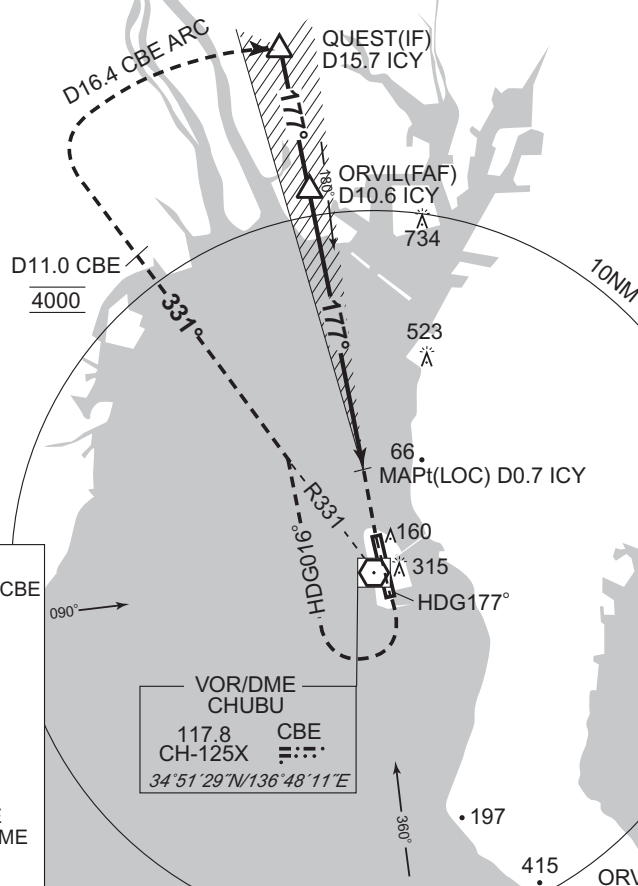 D16.4 CBE ARC
QUEST(IF)
D15.7 ICY
177°
ORVIL(FAF)
D10.6 ICY
180°
734
D11.0 CBE
4000
10NM
331°
177°
523
66
MAPt(LOC) D0.7 ICY
R331
HDG016°
160
315
CBE
090°
HDG177°
VOR/DME
CHUBU
117.8 CBE
CH-125X
34°51´29˝N/136°48´11˝E
360°
197
ME
415
ORV